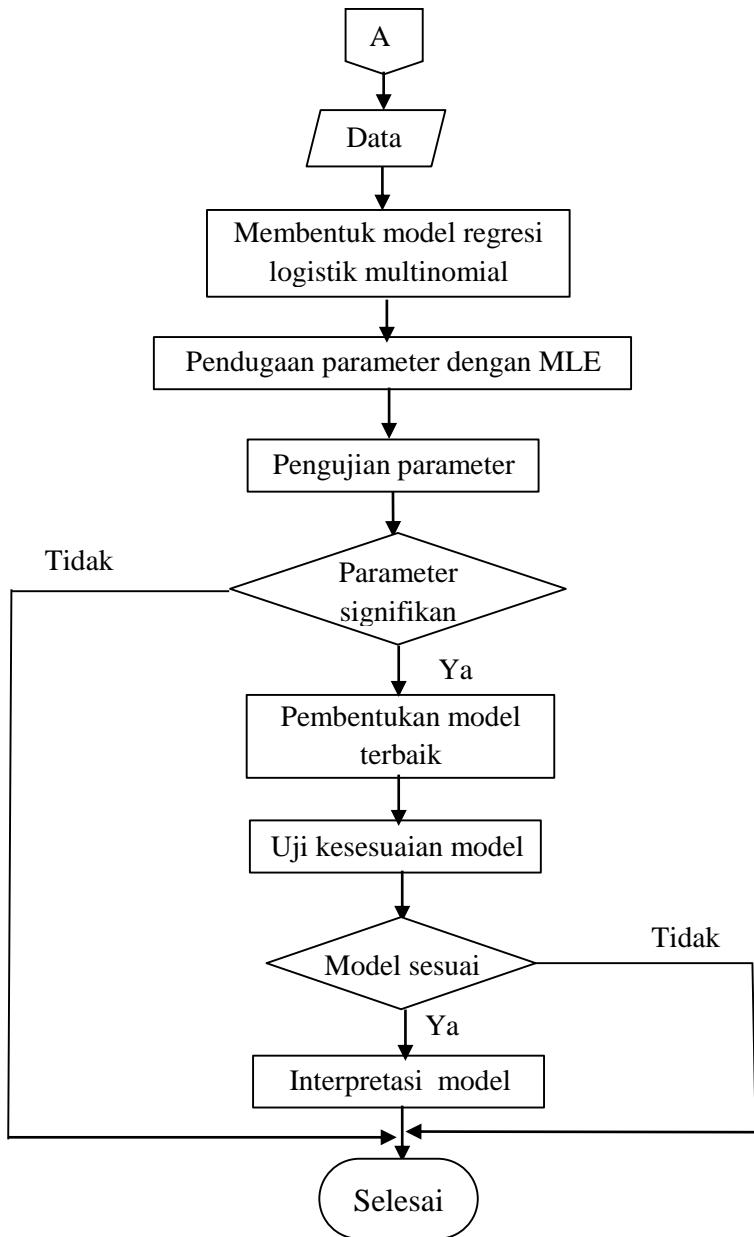 A
Data
Membentuk model regresi
logistik multinomial
Pendugaan parameter dengan MLE
Pengujian parameter
Tidak
Parameter
signifikan
Ya
Pembentukan model
terbaik
Uji kesesuaian model
Tidak
Model sesuai
Ya
Interpretasi model
Selesai